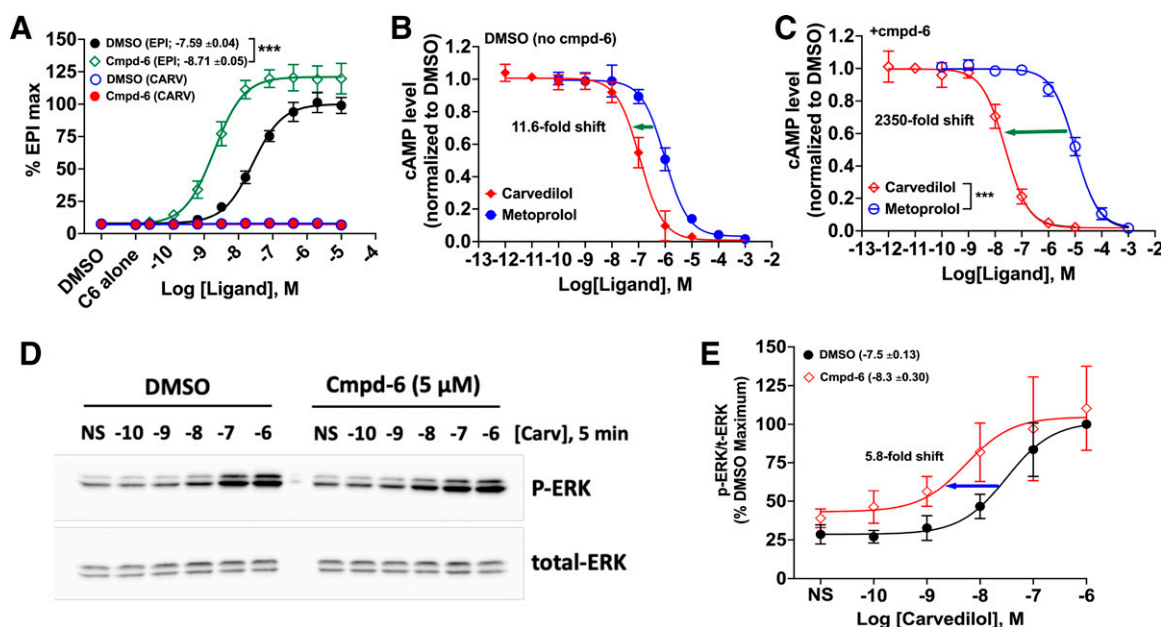 A
150
125
100
75
50
25
0
% EPI max
DMSO (EPI; -7.59 ±0.04)
Cmpd-6 (EPI; -8.71 ±0.05)
***
DMSO (CARV)
Cmpd-6 (CARV)
DMSO
C6 alone
-10 -9 -8 -7 -6 -5 -4
Log [Ligand], M
B
DMSO (no cmpd-6)
1.2
1.0
0.8
0.6
0.4
0.2
0.0
cAMP level
(normalized to DMSO)
11.6-fold shift
Carvedilol
Metoprolol
-13-12-11-10 -9 -8 -7 -6 -5 -4 -3 -2
Log[Ligand], M
C
+cmpd-6
1.2
1.0
0.8
0.6
0.4
0.2
0.0
cAMP level
(normalized to DMSO)
2350-fold shift
Carvedilol
Metoprolol
***
-13-12-11-10 -9 -8 -7 -6 -5 -4 -3 -2
Log[Ligand], M
D
DMSO Cmpd-6 (5 µM)
NS -10 -9 -8 -7 -6 NS -10 -9 -8 -7 -6 [Carv], 5 min
P-ERK
total-ERK
E
150
125
100
75
50
25
0
p-ERK/t-ERK
(% DMSO Maximum)
DMSO (-7.5 ±0.13)
Cmpd-6 (-8.3 ±0.30)
5.8-fold shift
NS -10 -9 -8 -7 -6
Log [Carvedilol], M